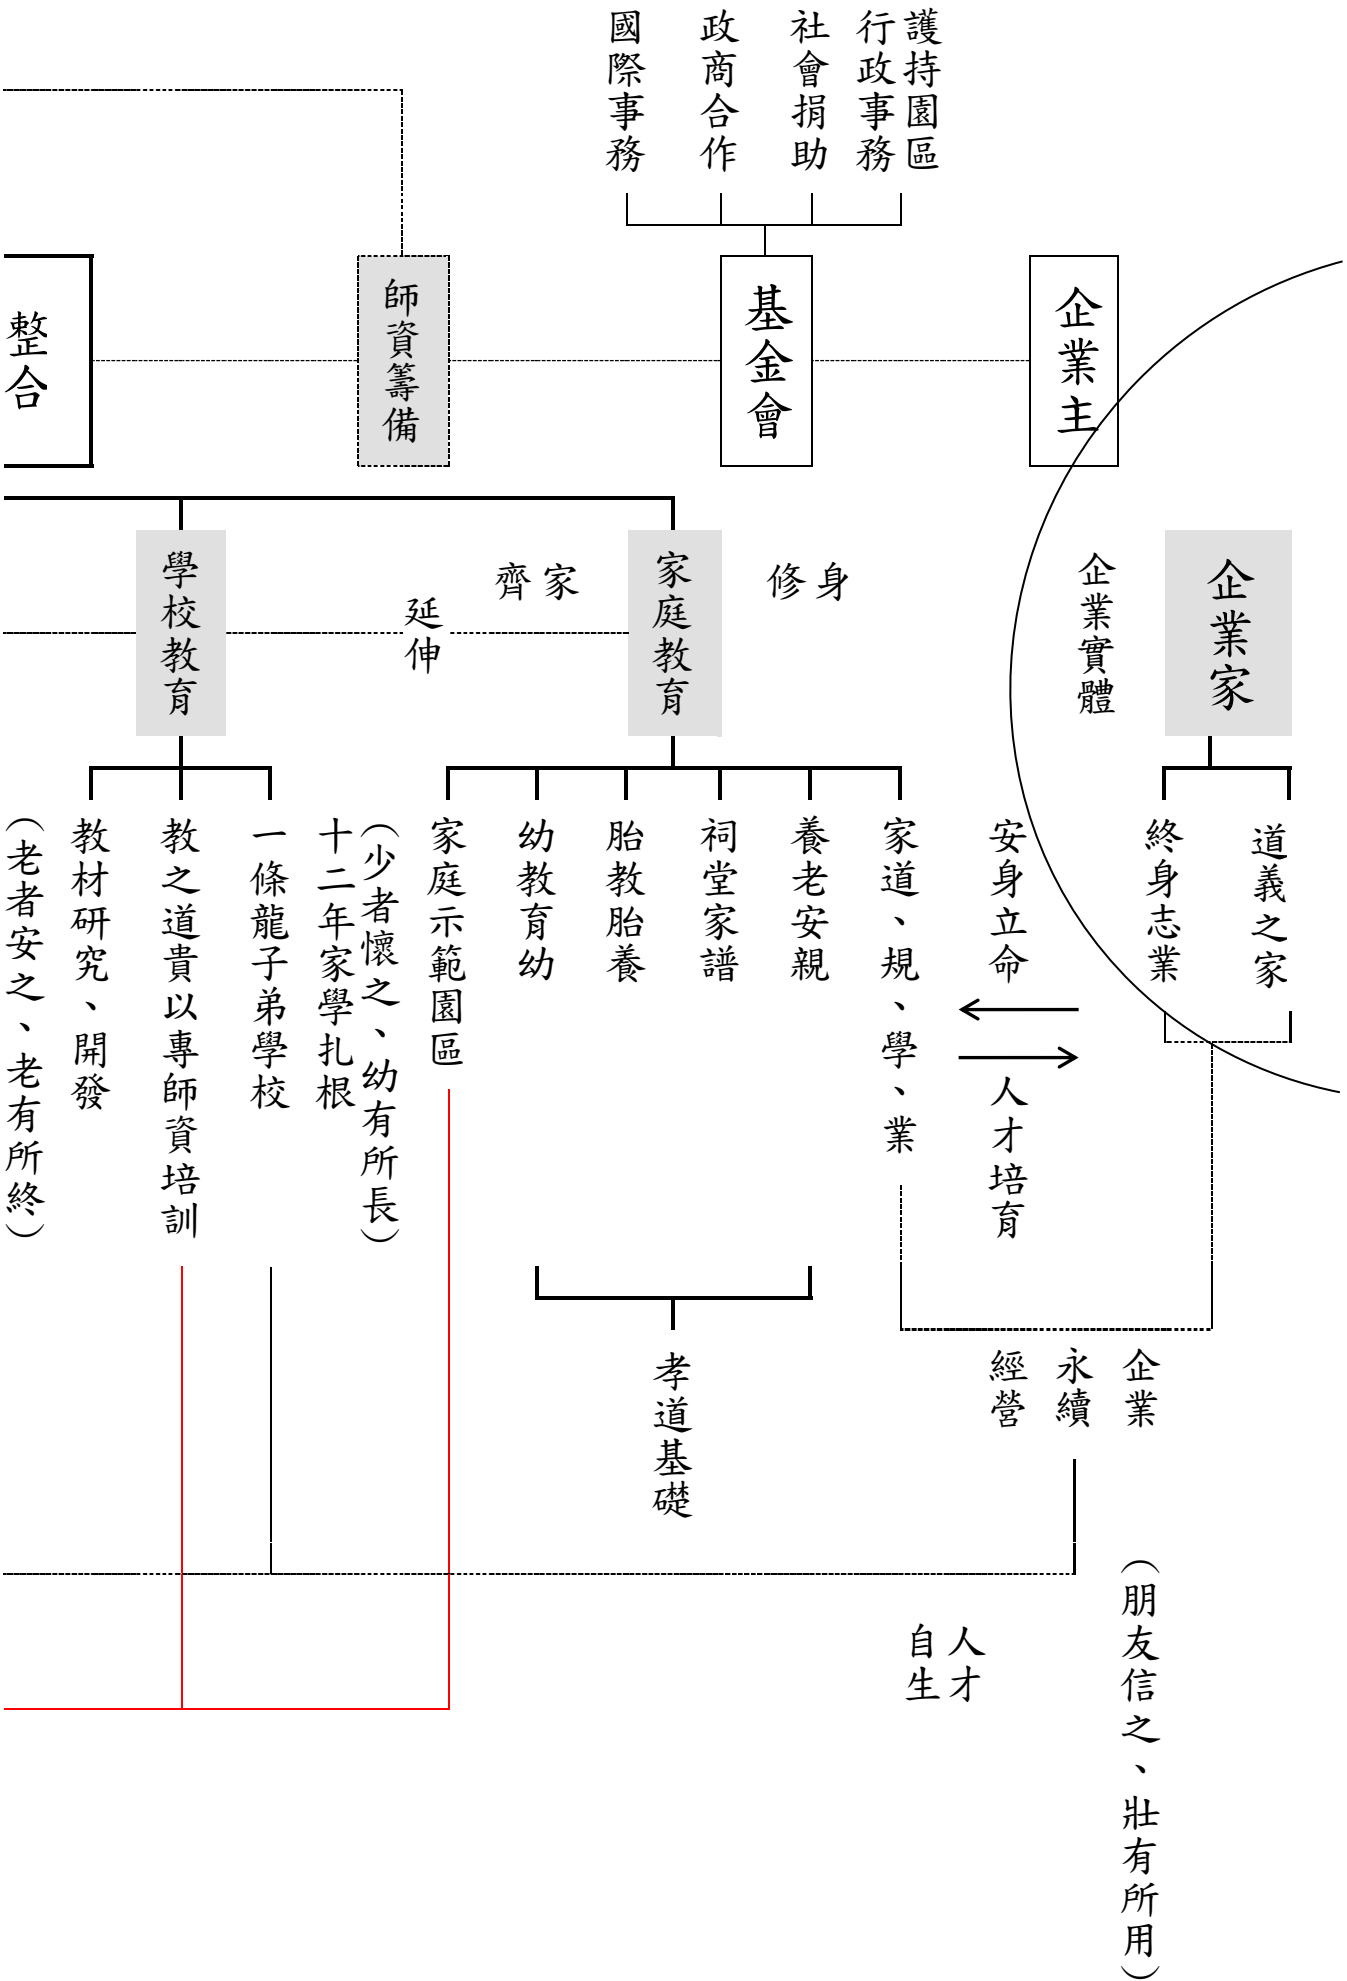 護持園區
行政事務
社會捐助
政商合作
國際事務
企業主
基金會
師資籌備
整合
企業家
企業實體
修身
家庭教育
齊家
延伸
學校教育
道義之家
終身志業
安身立命
人才培育
家道、規、學、業
養老安親
祠堂家譜
胎教胎養
幼教育幼
家庭示範園區
（少者懷之、幼有所長）
十二年家學扎根
一條龍子弟學校
教之道貴以專師資培訓
教材研究、開發
（老者安之、老有所終）
企業
永續
經營
孝道基礎
（朋友信之、壯有所用）
人才
自生